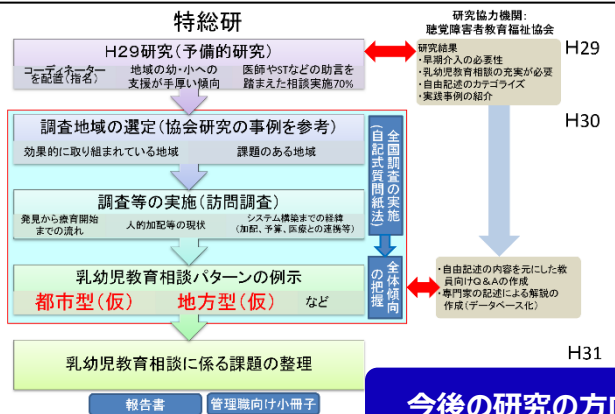 特総研
H29研究(予備的研究)
コーディネーター
を配置(指名)
地域の幼・小への
支援が手厚い傾向
医師やSTなどの助言を
踏まえた相談実施70%
研究協力機関:
聴覚障害者教育福祉協会
研究結果
・早期介入の必要性
・乳幼児教育相談の充実が必要
・自由記述のカテゴライズ
・実践事例の紹介
H29
H30
調査地域の選定(協会研究の事例を参考)
効果的に取り組まれている地域
課題のある地域
全国調査の実施
(自記式質問紙法)
調査等の実施(訪問調査)
発見から療育開始
までの流れ
人的加配等の現状
システム構築までの経緯
(加配、予算、医療との連携等)
乳幼児教育相談パターンの例示
都市型(仮)
地方型(仮)
など
全体傾向
の把握
・自由記述の内容を元にした教
員向けQ&Aの作成
・専門家の記述による解説の
作成(データベース化)
H31
乳幼児教育相談に係る課題の整理
報告書
管理職向け小冊子
今後の研究の方